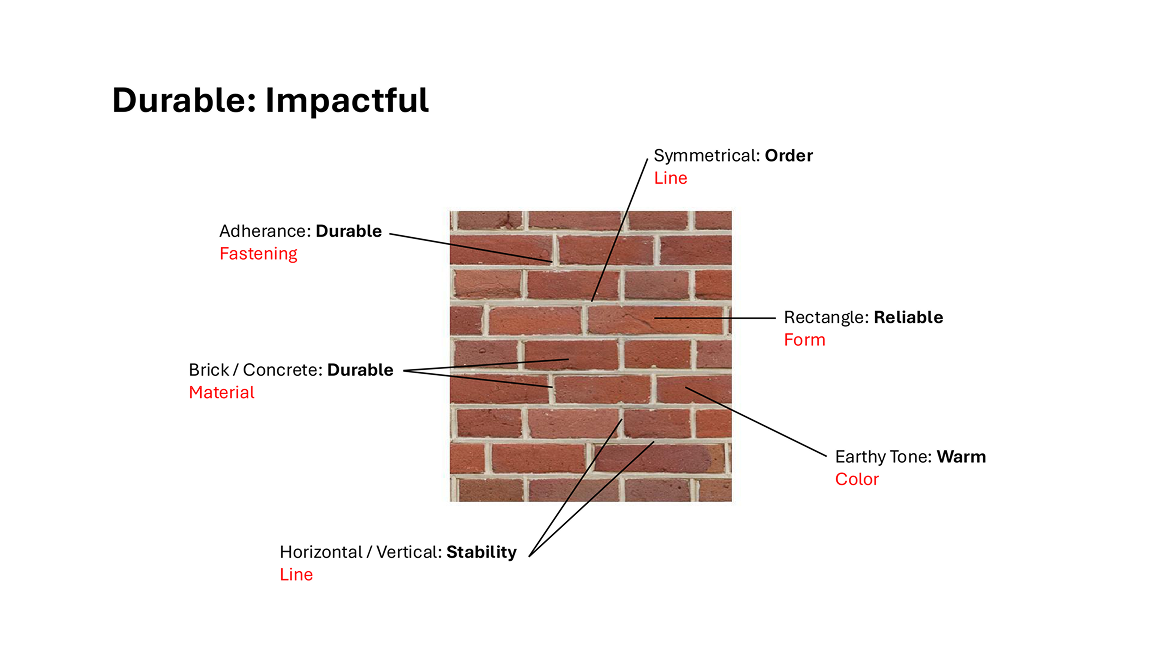 Durable: Impactful
Symmetrical: Order
Line
Adherance: Durable
Fastening
Rectangle: Reliable
Form
Brick / Concrete: Durable
Material
Earthy Tone: Warm
Color
Horizontal / Vertical: Stability
Line